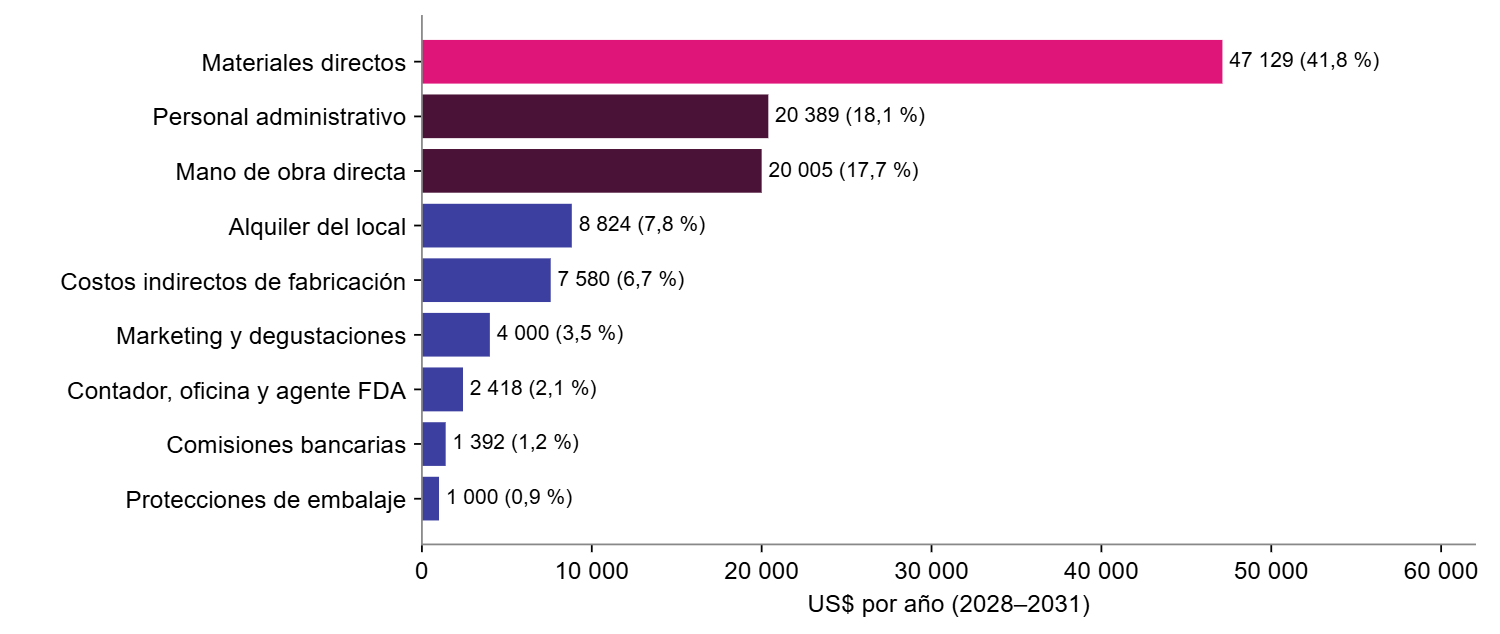 Materiales directos 47 129 (41,8 %)
Personal administrativo 20 389 (18,1 %)
Mano de obra directa 20 005 (17,7 %)
Alquiler del local 8 824 (7,8 %)
Costos indirectos de fabricación 7 580 (6,7 %)
Marketing y degustaciones 4 000 (3,5 %)
Contador, oficina y agente FDA 2 418 (2,1 %)
Comisiones bancarias 1 392 (1,2 %)
Protecciones de embalaje 1 000 (0,9 %)
0 10 000 20 000 30 000 40 000 50 000 60 000
US$ por año (2028–2031)